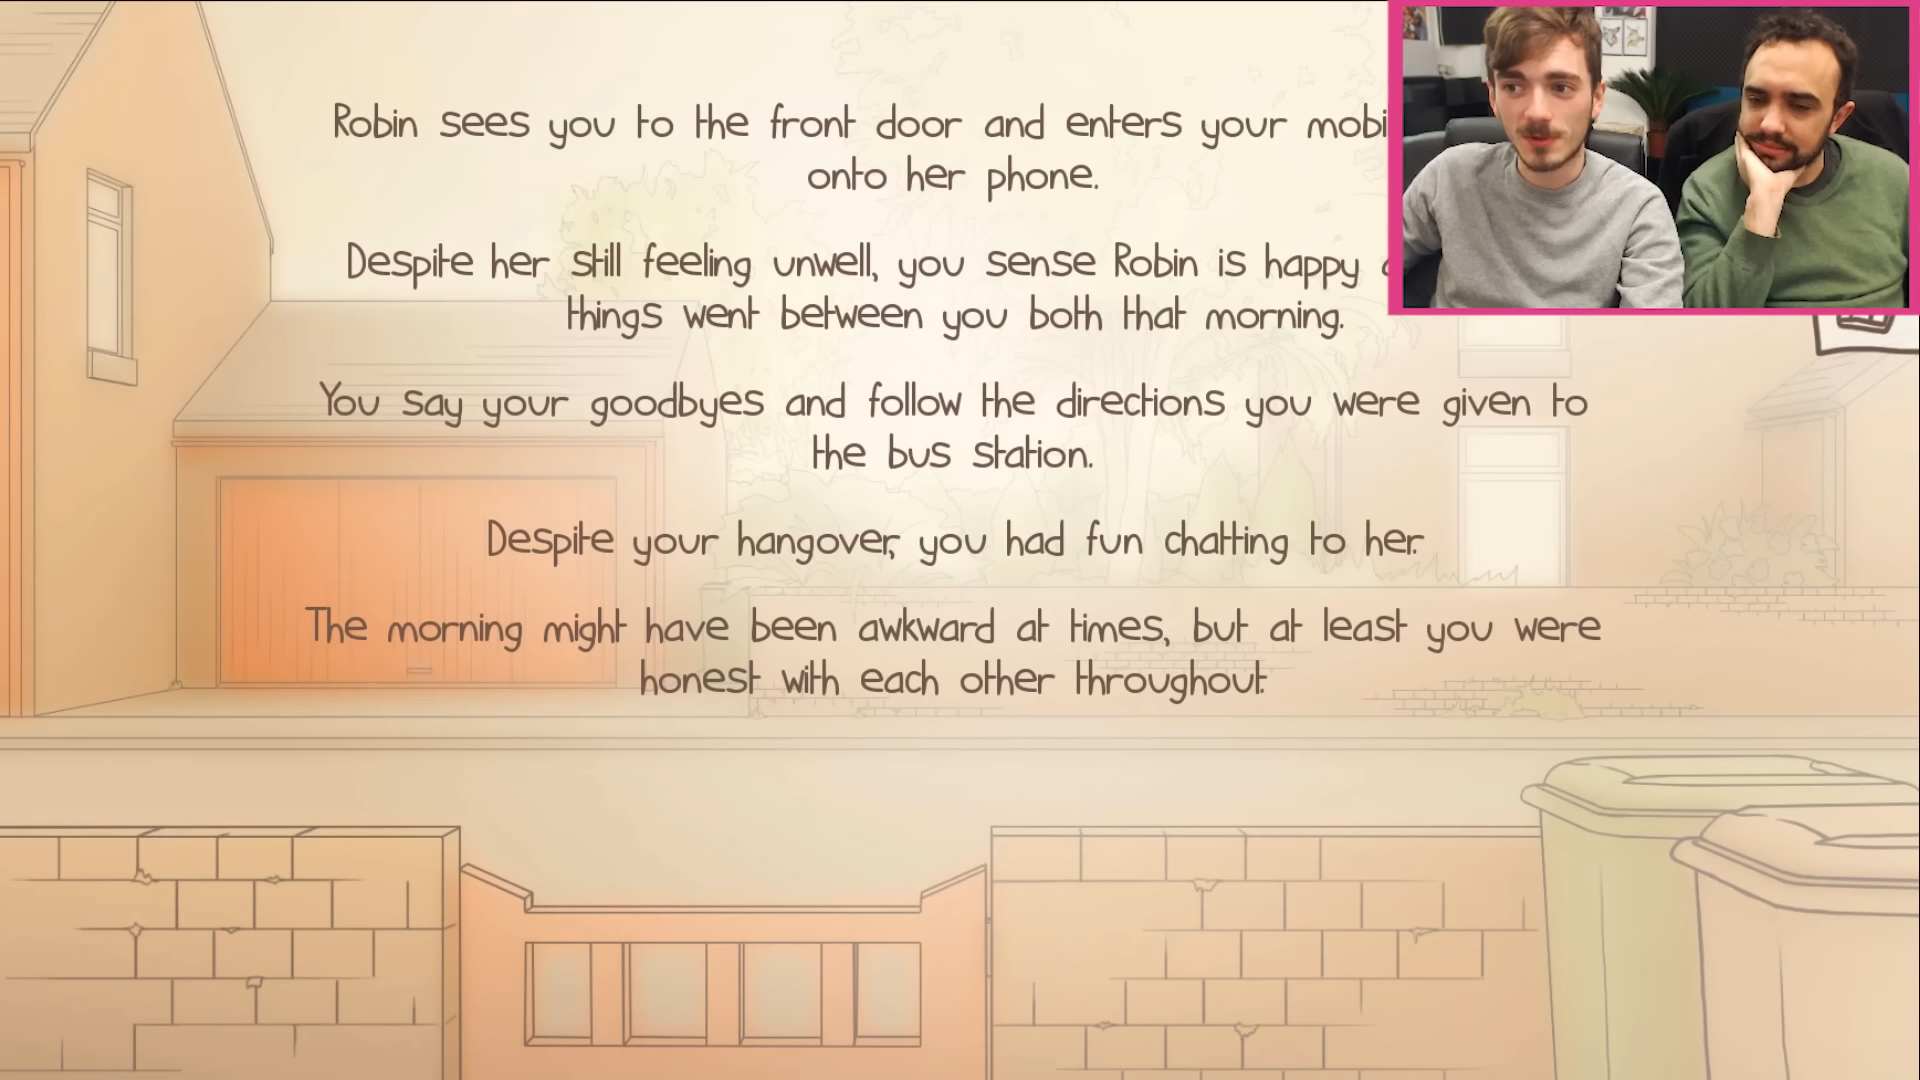 Robin sees you to the front door and enters your
onto her phone.
Despite her still feeling unwell, you sense Robin is happy
things went between you both that morning.
You say your goodbyes and follow the directions you were given to
the bus station.
Despite your hangover, you had fun chatting to her.
The morning might have been awkward at times, but at least you were
honest with each other throughout.